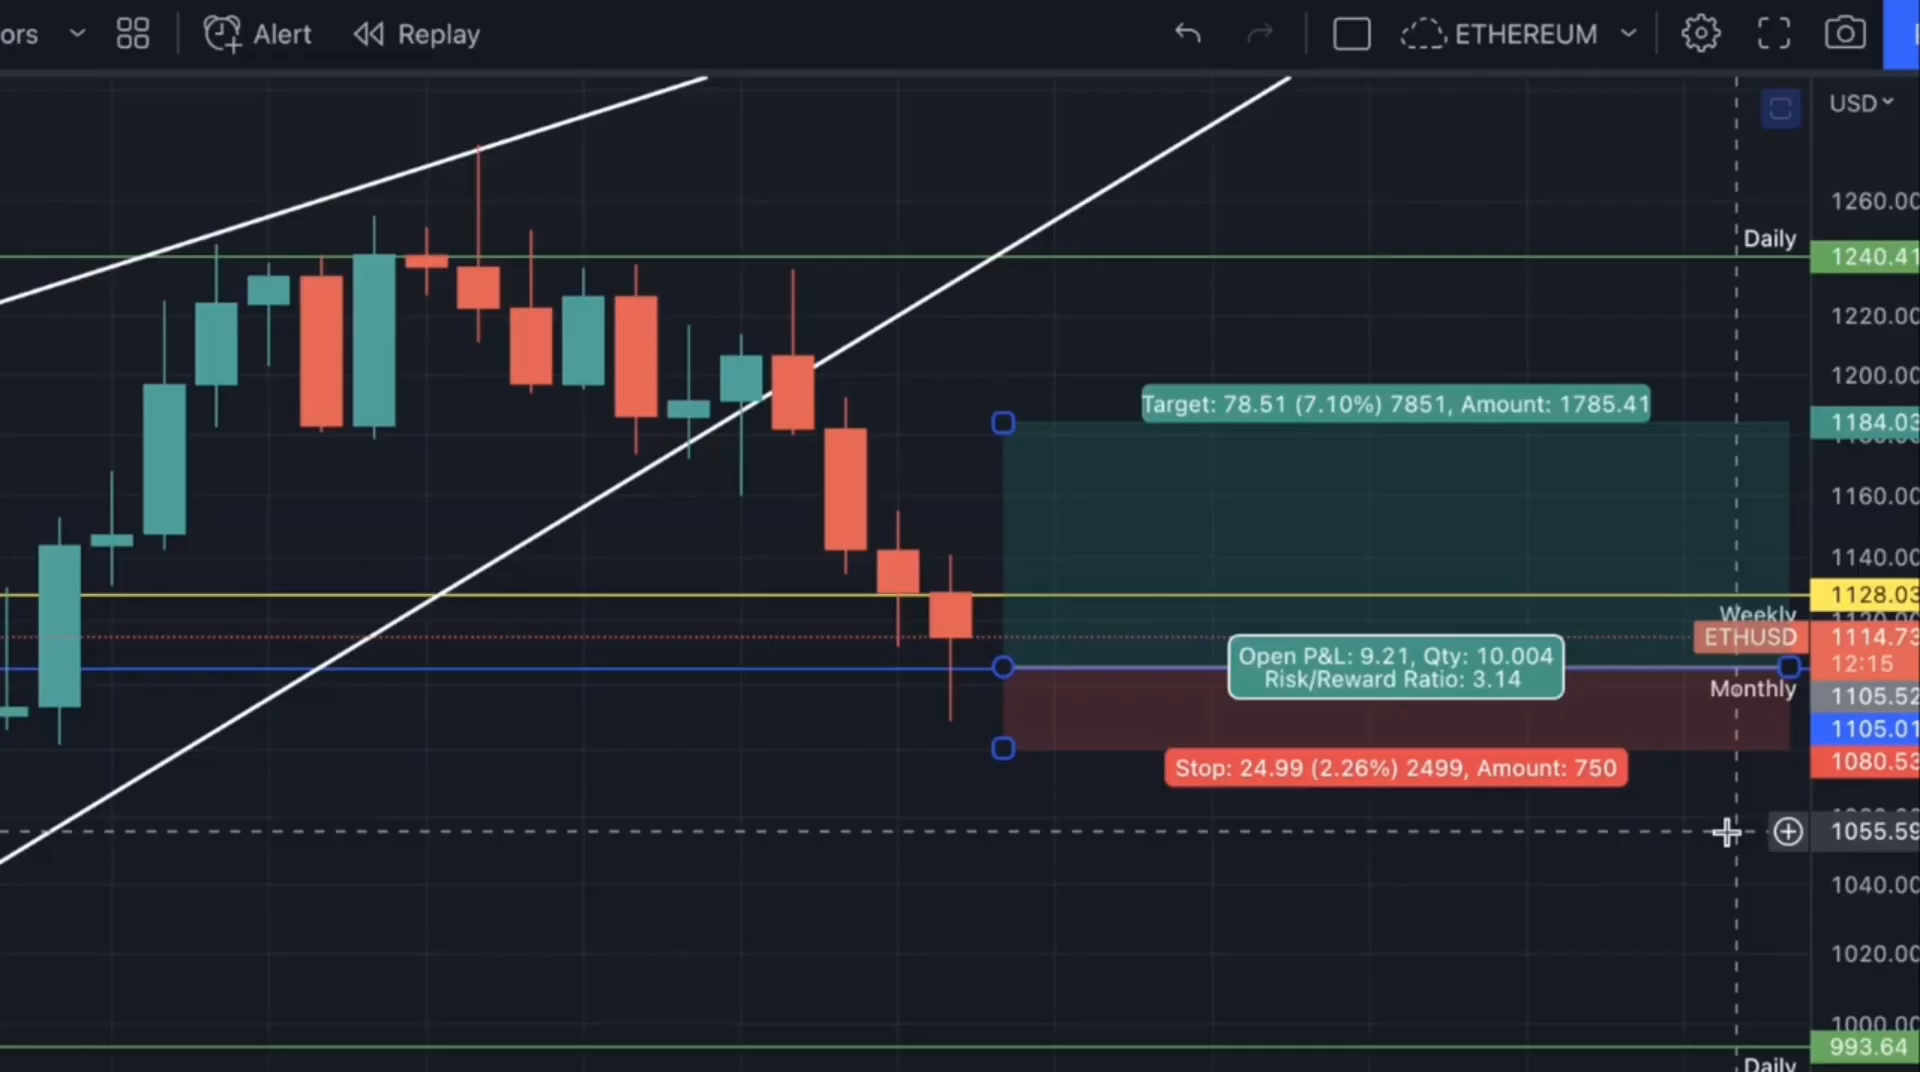 ors
Alert
Replay
ETHEREUM
USD
1260.00
Daily
1240.41
1220.00
1200.00
Target: 78.51 (7.10%) 7851, Amount: 1785.41
1184.03
1160.00
1140.00
1128.03
Weekly
ETHUSD
1114.73
12:15
Open P&L: 9.21, Qty: 10.004
Risk/Reward Ratio: 3.14
Monthly
1105.52
1105.01
1080.53
Stop: 24.99 (2.26%) 2499, Amount: 750
1055.59
1040.00
1020.00
1000.00
993.64
Daily